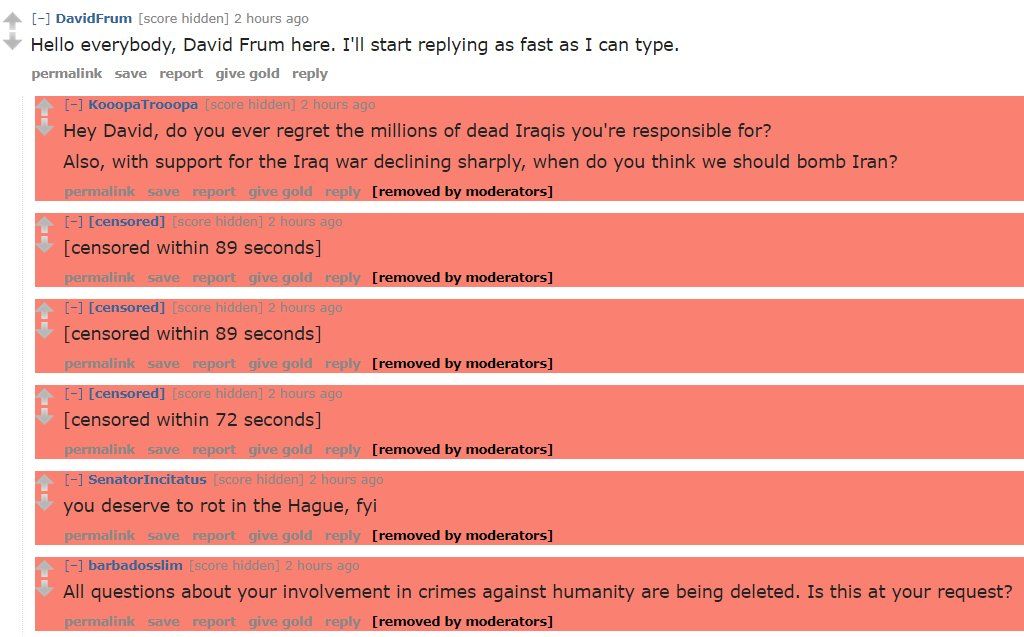 [−] DavidFrum [score hidden] 2 hours ago
Hello everybody, David Frum here. I'll start replying as fast as I can type.
permalink save report give gold reply
[−] KooopaTrooopa [score hidden] 2 hours ago
Hey David, do you ever regret the millions of dead Iraqis you're responsible for?
Also, with support for the Iraq war declining sharply, when do you think we should bomb Iran?
permalink save report give gold reply [removed by moderators]
[−] [censored] [score hidden] 2 hours ago
[censored within 89 seconds]
permalink save report give gold reply [removed by moderators]
[−] [censored] [score hidden] 2 hours ago
[censored within 89 seconds]
permalink save report give gold reply [removed by moderators]
[−] [censored] [score hidden] 2 hours ago
[censored within 72 seconds]
permalink save report give gold reply [removed by moderators]
[−] SenatorIncitatus [score hidden] 2 hours ago
you deserve to rot in the Hague, fyi
permalink save report give gold reply [removed by moderators]
[−] barbadosslim [score hidden] 2 hours ago
All questions about your involvement in crimes against humanity are being deleted. Is this at your request?
permalink save report give gold reply [removed by moderators]